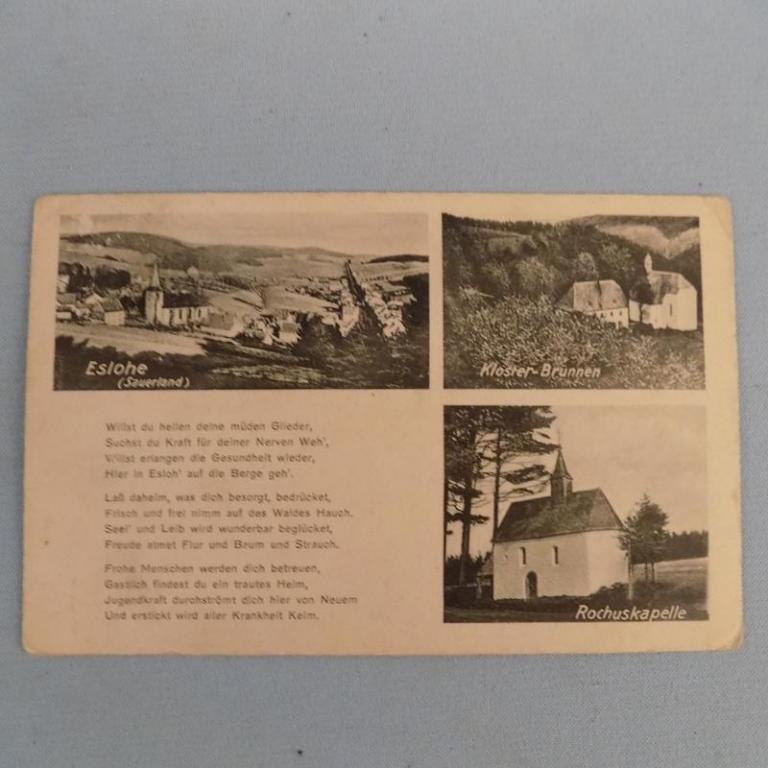 Eslohe
(Sauerland)
Kloster-Brunnen
Willst du heilen deine müden Glieder,
Suchst du Kraft für deiner Nerven Weh',
Willst erlangen die Gesundheit wieder,
Hier in Esloh' auf die Berge geh'.
Laß daheim, was dich besorgt, bedrücket,
Frisch und frei nimm auf des Waldes Hauch.
Seel' und Leib wird wunderbar beglücket,
Freude atmet Flur und Baum und Strauch.
Frohe Menschen werden dich betreuen,
Gastlich findest du ein trautes Heim,
Jugendkraft durchströmt dich hier von Neuem
Und erstickt wird aller Krankheit Keim.
Rochuskapelle